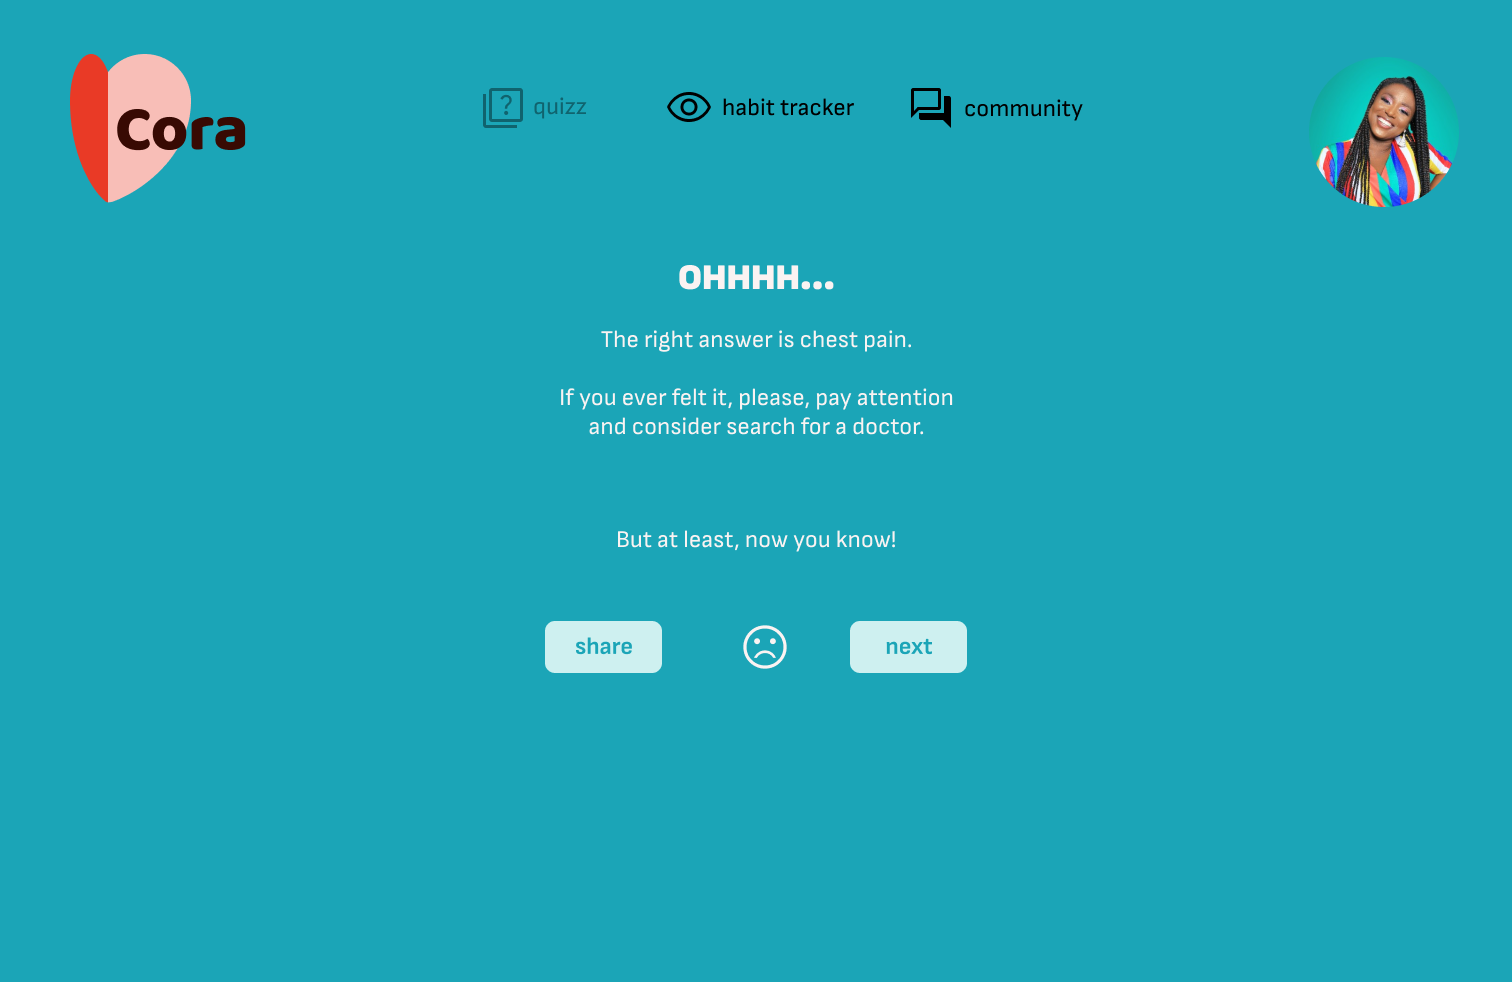 Cora
quizz
habit tracker
community
OHHHH...
The right answer is chest pain.
If you ever felt it, please, pay attention
and consider search for a doctor.
But at least, now you know!
share
next